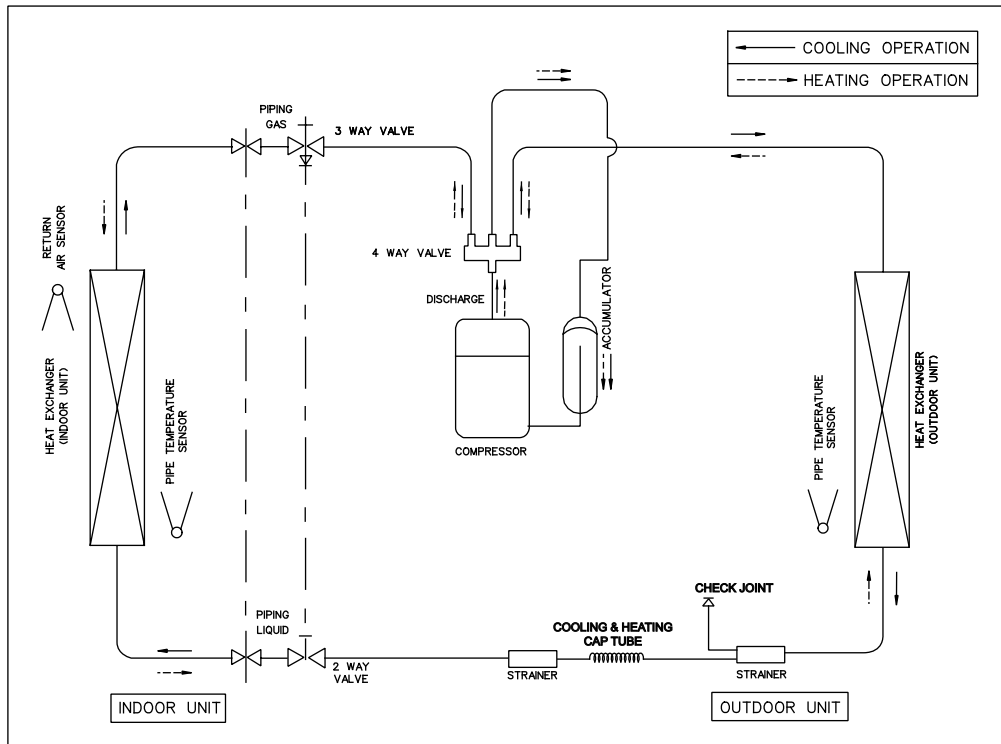 COOLING OPERATION
HEATING OPERATION
PIPING
GAS
3 WAY VALVE
RETURN
AIR SENSOR
4 WAY VALVE
DISCHARGE
ACCUMULATOR
HEAT EXCHANGER
(INDOOR UNIT)
PIPE TEMPERATURE
SENSOR
COMPRESSOR
PIPE TEMPERATURE
SENSOR
HEAT EXCHANGER
(OUTDOOR UNIT)
CHECK JOINT
PIPING
LIQUID
2 WAY
VALVE
COOLING & HEATING
CAP TUBE
STRAINER
STRAINER
INDOOR UNIT
OUTDOOR UNIT